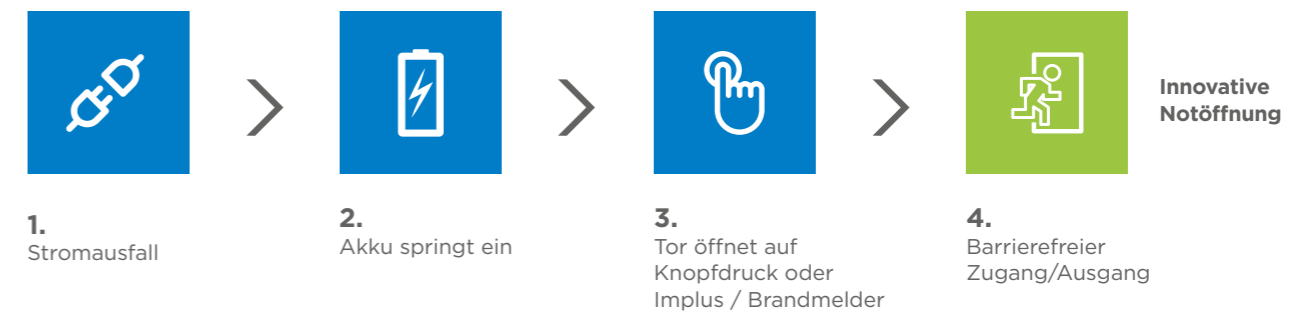 Innovative
Notöffnung
1.
Stromausfall
2.
Akku springt ein
3.
Tor öffnet auf
Knopfdruck oder
Implus / Brandmelder
4.
Barrierefreier
Zugang/Ausgang